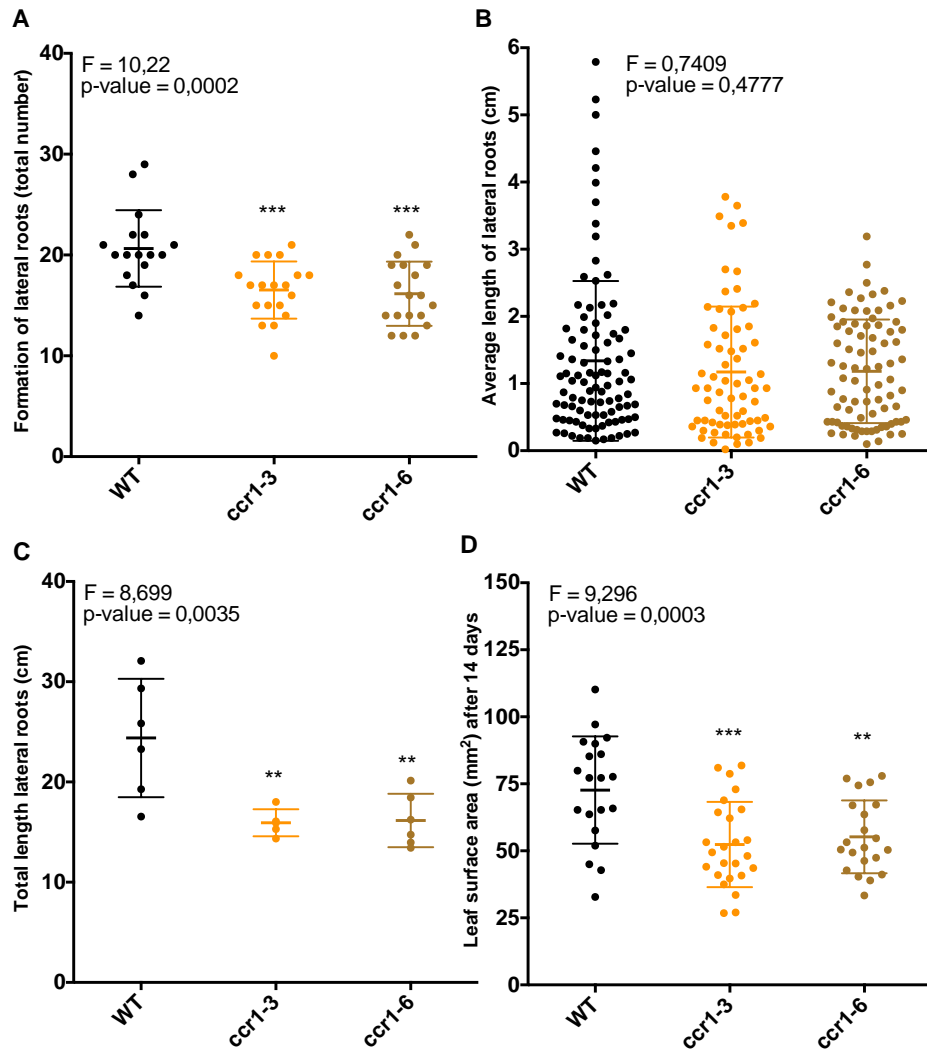 A
Formation of lateral roots (total number)
40
30
20
10
0
F = 10,22
p-value = 0,0002
***
***
WT
ccr1-3
ccr1-6
B
Average length of lateral roots (cm)
6
5
4
3
2
1
0
F = 0,7409
p-value = 0,4777
WT
ccr1-3
ccr1-6
C
Total length lateral roots (cm)
40
30
20
10
0
F = 8,699
p-value = 0,0035
**
**
WT
ccr1-3
ccr1-6
D
Leaf surface area (mm²) after 14 days
150
125
100
75
50
25
0
F = 9,296
p-value = 0,0003
***
**
WT
ccr1-3
ccr1-6